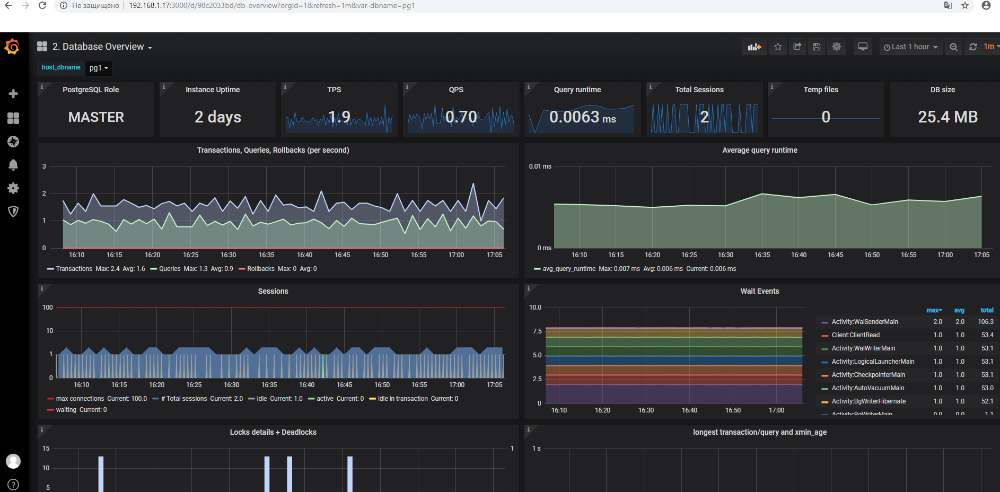 Не защищено 192.168.1.17:3000/d/98c2033bd/db-overview?orgId=1&refresh=1m&var-dbname=pg1
2. Database Overview
Last 1 hour 1m
host_dbname pg1
PostgreSQL Role
MASTER
Instance Uptime
2 days
TPS
1.9
QPS
0.70
Query runtime
0.0063 ms
Total Sessions
2
Temp files
0
DB size
25.4 MB
Transactions, Queries, Rollbacks (per second)
3
2
1
0
16:10 16:15 16:20 16:25 16:30 16:35 16:40 16:45 16:50 16:55 17:00 17:05
Transactions Max: 2.4 Avg: 1.6 Queries Max: 1.3 Avg: 0.9 Rollbacks Max: 0 Avg: 0
Average query runtime
0.01 ms
0 ms
16:10 16:15 16:20 16:25 16:30 16:35 16:40 16:45 16:50 16:55 17:00 17:05
avg_query_runtime Max: 0.007 ms Avg: 0.006 ms Current: 0.006 ms
Sessions
100
10
1
0
16:10 16:15 16:20 16:25 16:30 16:35 16:40 16:45 16:50 16:55 17:00 17:05
max connections Current: 100.0 # Total sessions Current: 2.0 idle Current: 1.0 active Current: 0 idle in transaction Current: 0
waiting Current: 0
Wait Events
10.0
7.5
5.0
2.5
0
16:10 16:20 16:30 16:40 16:50 17:00
max avg total
Activity:WalSenderMain 2.0 2.0 106.3
Client:ClientRead 1.0 1.0 53.4
Activity:WalWriterMain 1.0 1.0 53.1
Activity:LogicalLauncherMain 1.0 1.0 53.1
Activity:CheckpointerMain 1.0 1.0 53.1
Activity:AutoVacuumMain 1.0 1.0 53.0
Activity:BgWriterHibernate 1.0 1.0 52.1
Activity:BgWriterMain 0.0 0.0 1.1
Locks details + Deadlocks
15
10
5
1
longest transaction/query and xmin_age
1 s